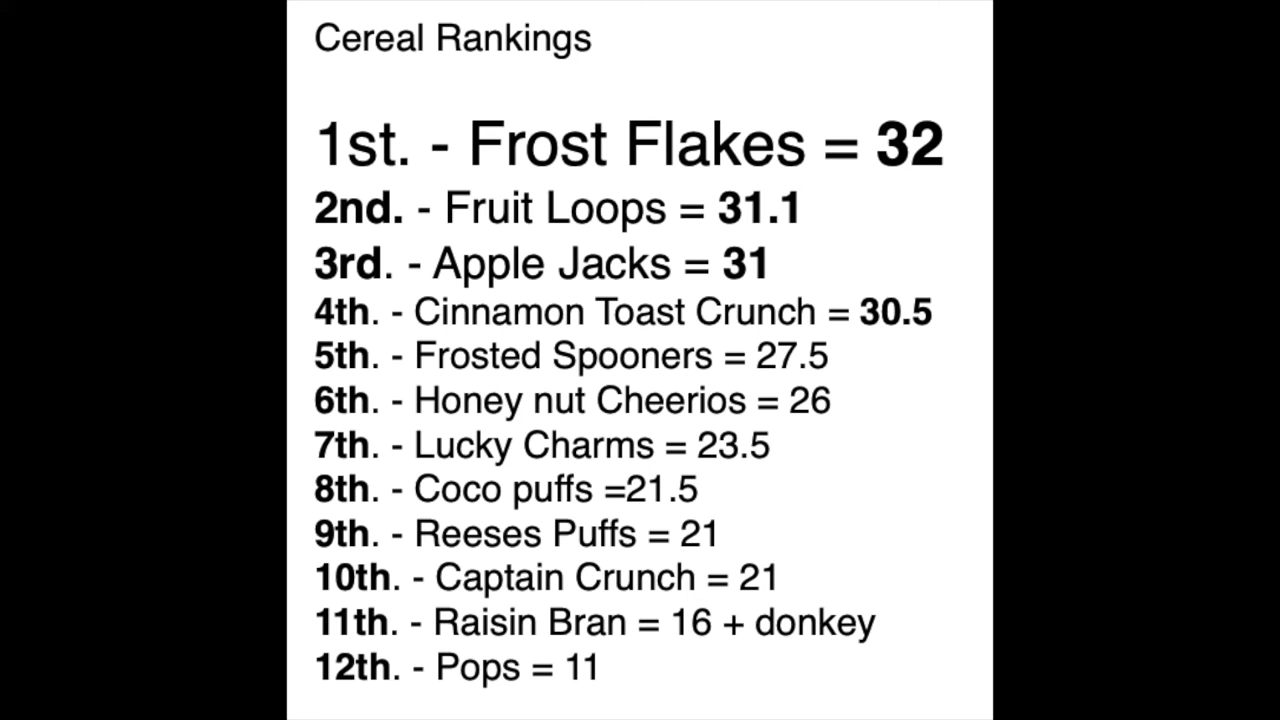 Cereal Rankings
1st. - Frost Flakes = 32
2nd. - Fruit Loops = 31.1
3rd. - Apple Jacks = 31
4th. - Cinnamon Toast Crunch = 30.5
5th. - Frosted Spooners = 27.5
6th. - Honey nut Cheerios = 26
7th. - Lucky Charms = 23.5
8th. - Coco puffs =21.5
9th. - Reeses Puffs = 21
10th. - Captain Crunch = 21
11th. - Raisin Bran = 16 + donkey
12th. - Pops = 11